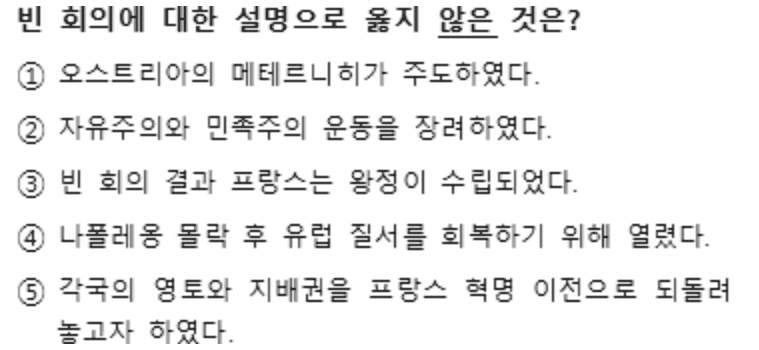 빈 회의에 대한 설명으로 옳지 않은 것은?
① 오스트리아의 메테르니히가 주도하였다.
② 자유주의와 민족주의 운동을 장려하였다.
③ 빈 회의 결과 프랑스는 왕정이 수립되었다.
④ 나폴레옹 몰락 후 유럽 질서를 회복하기 위해 열렸다.
⑤ 각국의 영토와 지배권을 프랑스 혁명 이전으로 되돌려
놓고자 하였다.